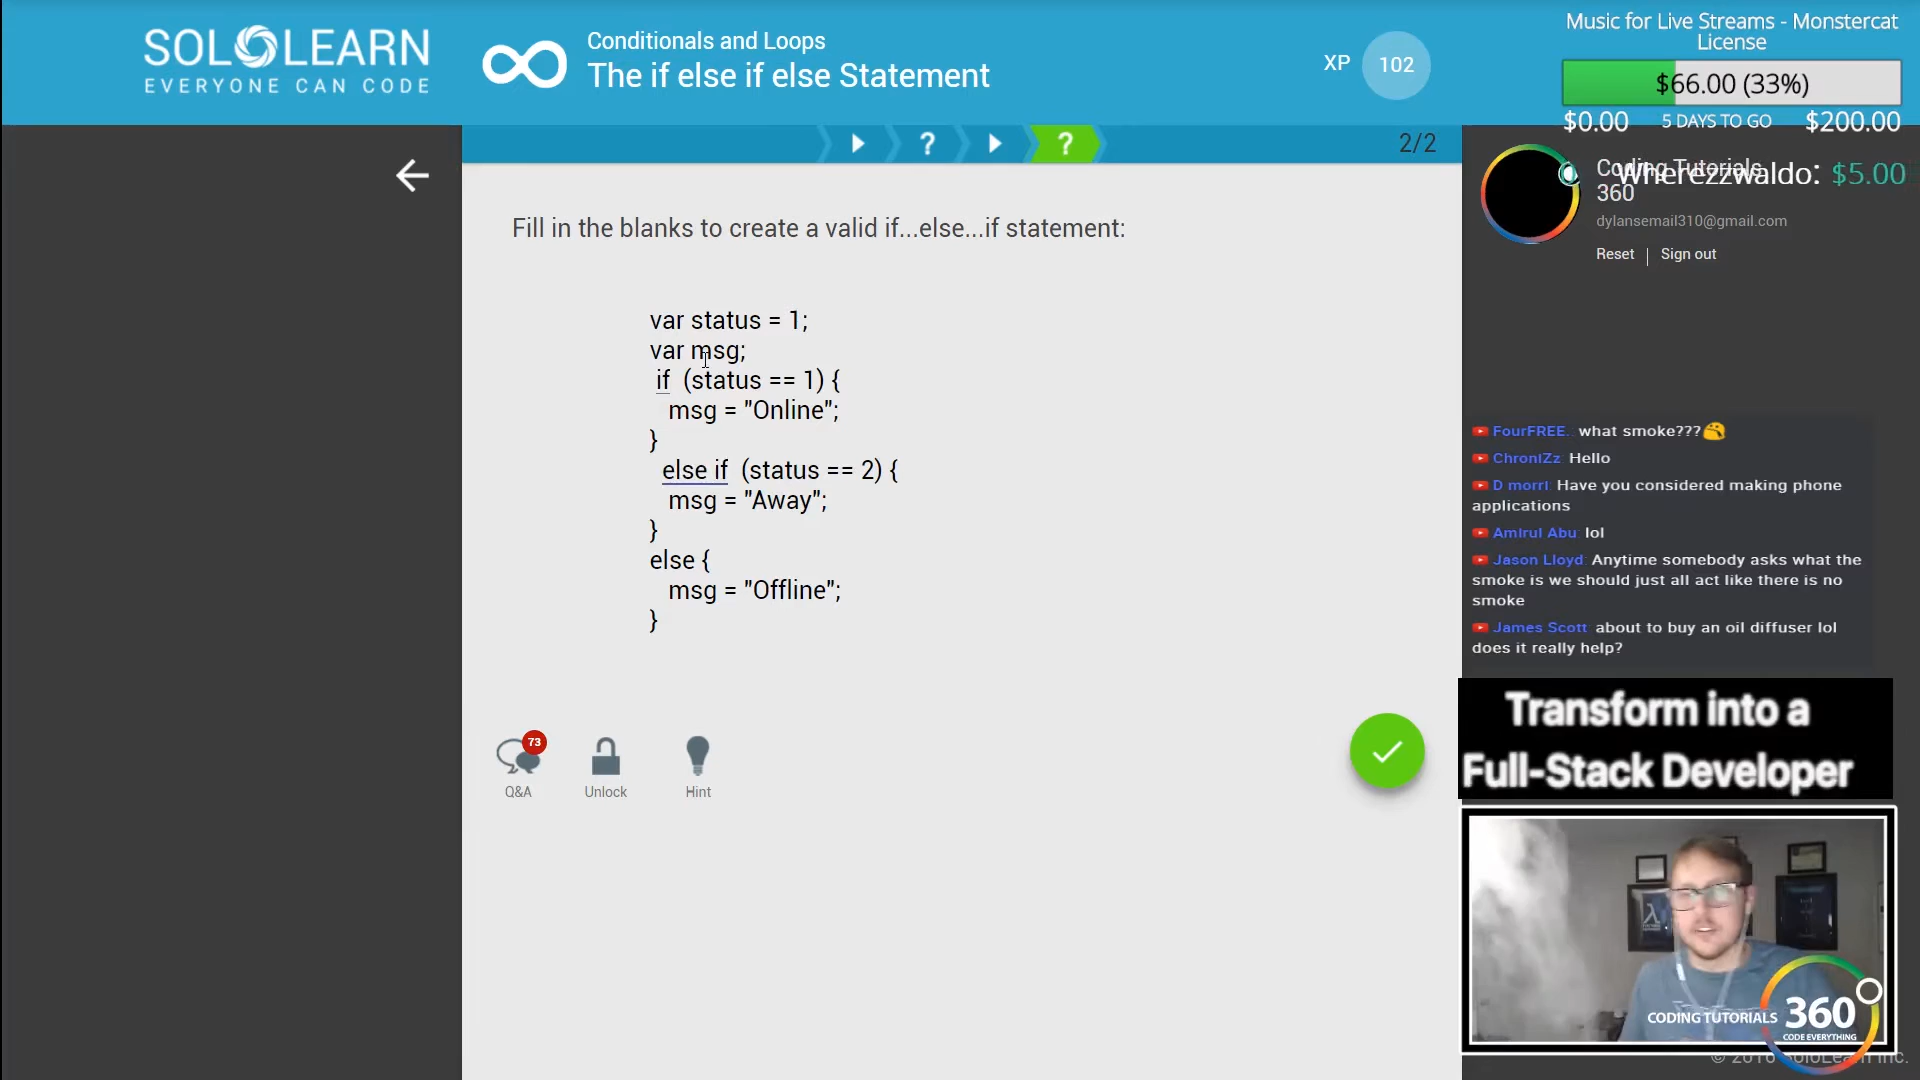 SOLOLEARN
EVERYONE CAN CODE
Conditionals and Loops
The if else if else Statement
XP 102
Music for Live Streams - Monstercat
License
$66.00 (33%)
$0.00 5 DAYS TO GO $200.00
? ? 2/2
Coding Tutorials
360
Wherezzwaldo: $5.00
dylansemail310@gmail.com
Reset | Sign out
Fill in the blanks to create a valid if...else...if statement:
var status = 1;
var msg;
if (status == 1) {
msg = "Online";
}
else if (status == 2) {
msg = "Away";
}
else {
msg = "Offline";
}
73
Q&A
Unlock
Hint
FourFREE.: what smoke???
ChronIZz: Hello
D morri: Have you considered making phone
applications
Amirul Abu: lol
Jason Lloyd: Anytime somebody asks what the
smoke is we should just all act like there is no
smoke
James Scott: about to buy an oil diffuser lol
does it really help?
Transform into a
Full-Stack Developer
CODING TUTORIALS 360
CODE EVERYTHING